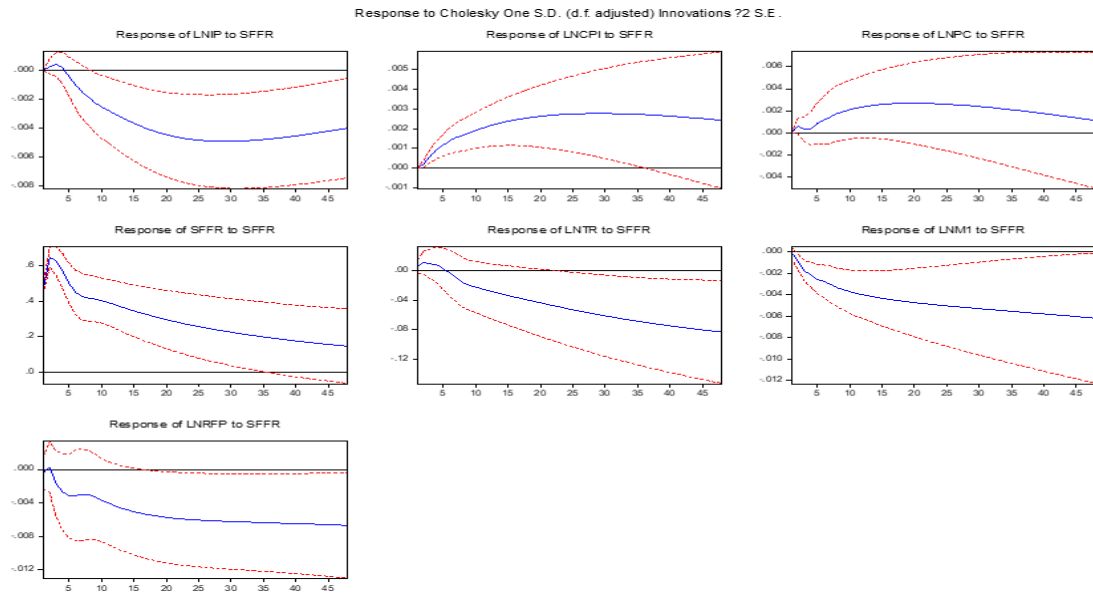 Response to Cholesky One S.D. (d.f. adjusted) Innovations ?2 S.E.
Response of LNIP to SFFR
.000
-.002
-.004
-.006
-.008
5 10 15 20 25 30 35 40 45
Response of LNCPI to SFFR
.005
.004
.003
.002
.001
.000
-.001
5 10 15 20 25 30 35 40 45
Response of LNPC to SFFR
.006
.004
.002
.000
-.004
5 10 15 20 25 30 35 40 45
Response of SFFR to SFFR
.6
.4
.2
.0
5 10 15 20 25 30 35 40 45
Response of LNTR to SFFR
.00
-.04
-.08
-.12
5 10 15 20 25 30 35 40 45
Response of LNM1 to SFFR
.000
-.002
-.004
-.006
-.008
-.010
-.012
5 10 15 20 25 30 35 40 45
Response of LNRFP to SFFR
.000
-.004
-.008
-.012
5 10 15 20 25 30 35 40 45